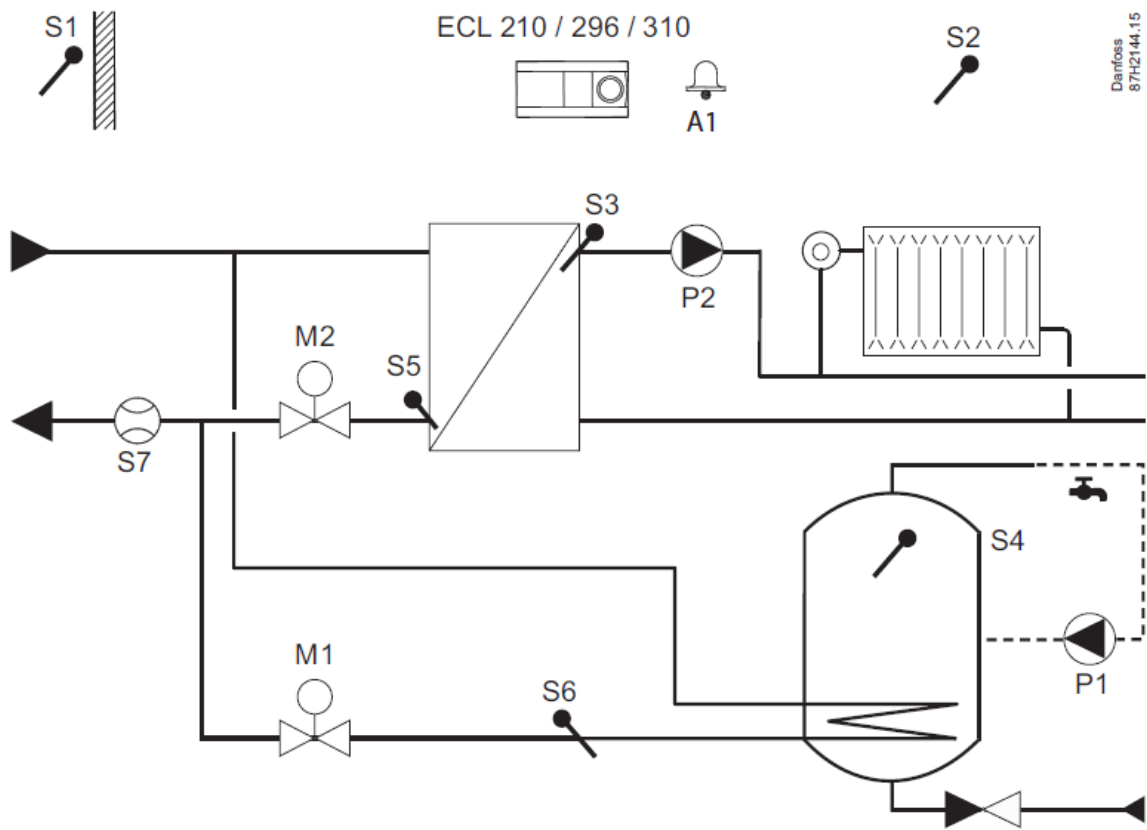 S1
ECL 210 / 296 / 310
A1
S2
Danfoss
87H2144.15
S3
P2
M2
S5
S7
S4
M1
S6
P1